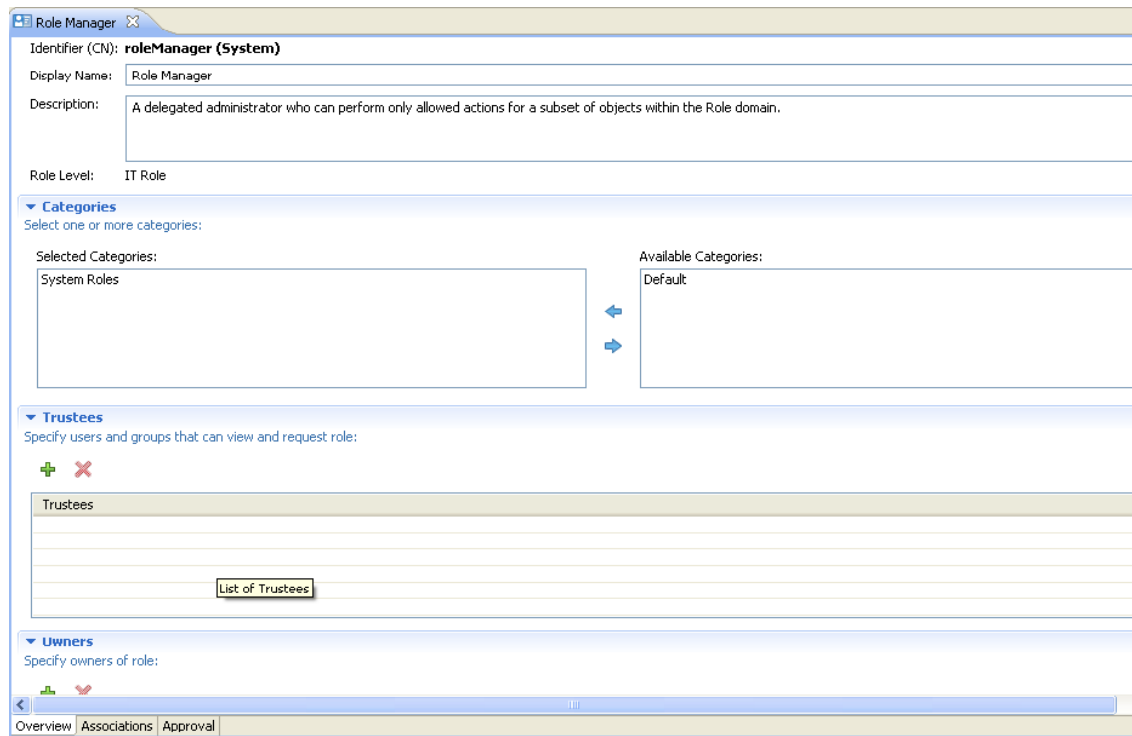 Role Manager
Identifier (CN): roleManager (System)
Display Name: Role Manager
Description: A delegated administrator who can perform only allowed actions for a subset of objects within the Role domain.
Role Level: IT Role
Categories
Select one or more categories:
Selected Categories: Available Categories:
System Roles Default
Trustees
Specify users and groups that can view and request role:
Trustees
List of Trustees
Owners
Specify owners of role:
Overview Associations Approval